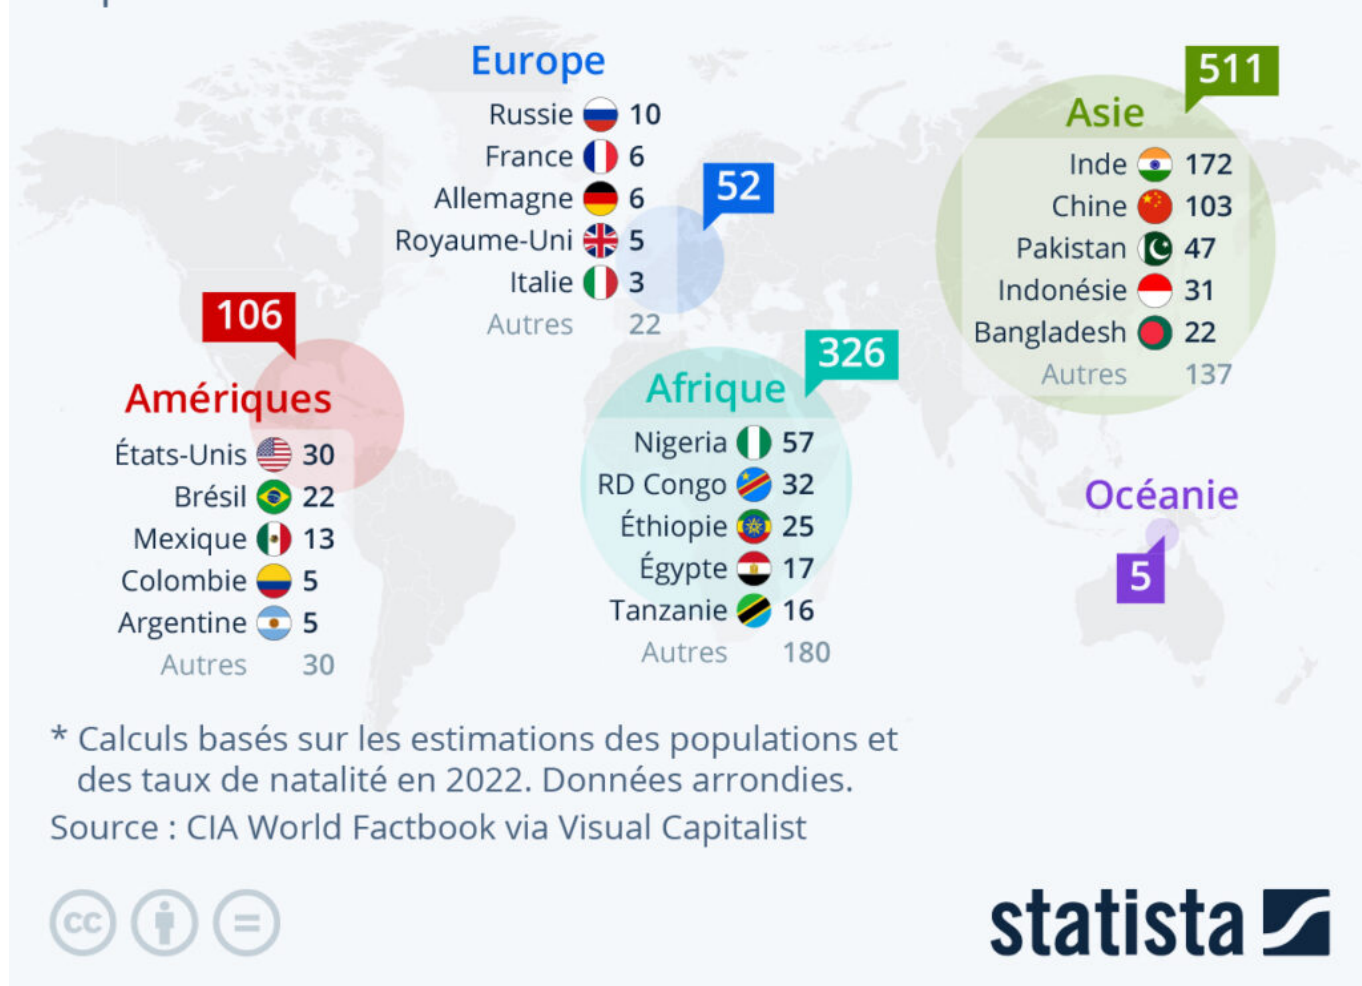 Europe
Russie 10
France 6
Allemagne 6
Royaume-Uni 5
Italie 3
Autres 22
52
511
Asie
Inde 172
Chine 103
Pakistan 47
Indonésie 31
Bangladesh 22
Autres 137
106
Amériques
États-Unis 30
Brésil 22
Mexique 13
Colombie 5
Argentine 5
Autres 30
326
Afrique
Nigeria 57
RD Congo 32
Éthiopie 25
Égypte 17
Tanzanie 16
Autres 180
Océanie
5
* Calculs basés sur les estimations des populations et
des taux de natalité en 2022. Données arrondies.
Source : CIA World Factbook via Visual Capitalist
cc
=
statista